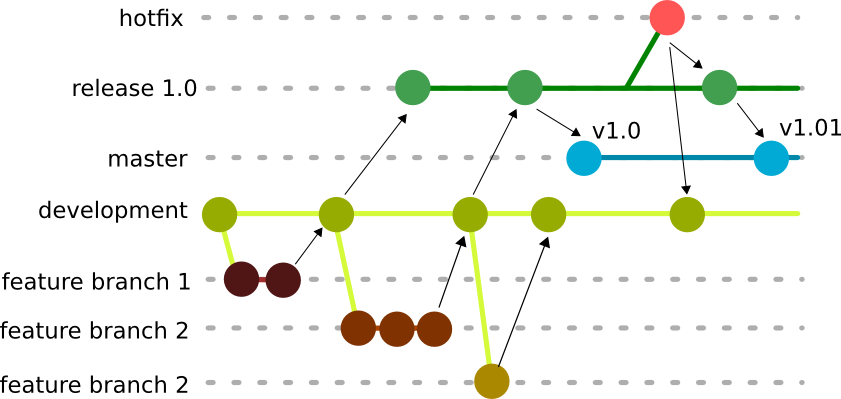 hotfix
release 1.0
v1.0
v1.01
master
development
feature branch 1
feature branch 2
feature branch 2